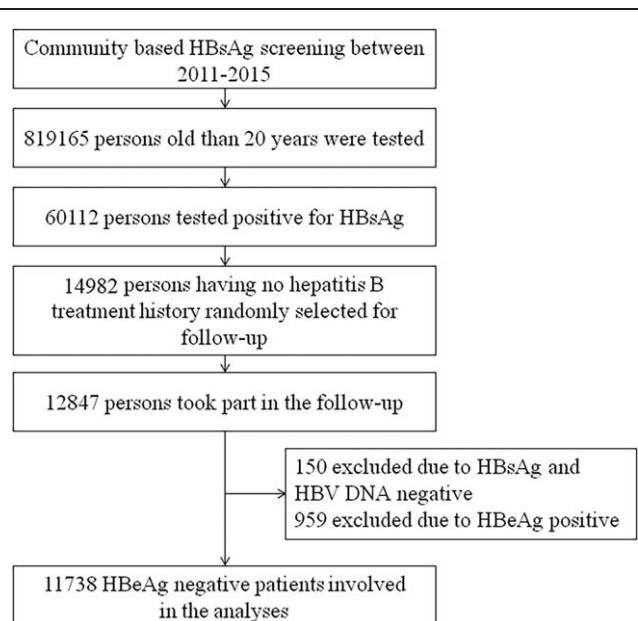 Community based HBsAg screening between
2011-2015
819165 persons old than 20 years were tested
60112 persons tested positive for HBsAg
14982 persons having no hepatitis B
treatment history randomly selected for
follow-up
12847 persons took part in the follow-up
150 excluded due to HBsAg and
HBV DNA negative
959 excluded due to HBeAg positive
11738 HBeAg negative patients involved
in the analyses